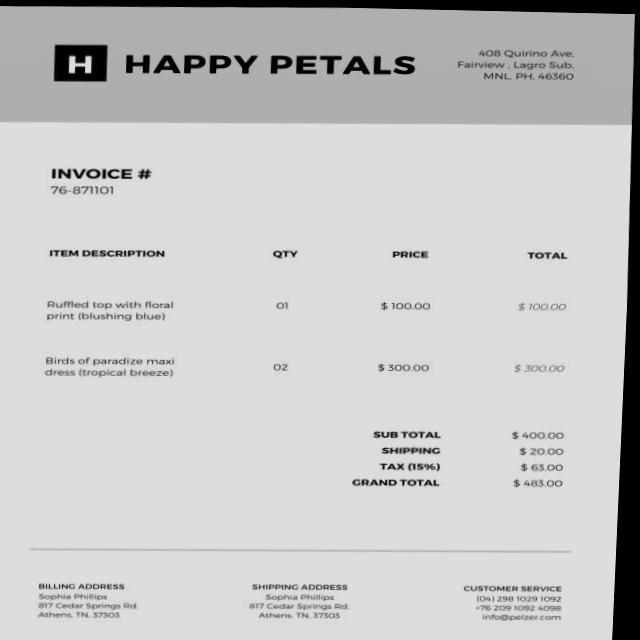 H HAPPY PETALS
408 Quirino Ave.
Fairview . Lagro Sub.
MNL, PH, 46360
INVOICE #
76-871101
ITEM DESCRIPTION QTY PRICE TOTAL
Ruffled top with floral
print (blushing blue) 01 $ 100.00 $ 100.00
Birds of paradize maxi
dress (tropical breeze) 02 $ 300.00 $ 300.00
SUB TOTAL $ 400.00
SHIPPING $ 20.00
TAX (15%) $ 63.00
GRAND TOTAL $ 483.00
BILLING ADDRESS
Sophia Phillips
817 Cedar Springs Rd.
Athens, TN, 37303
SHIPPING ADDRESS
Sophia Phillips
817 Cedar Springs Rd.
Athens, TN, 37303
CUSTOMER SERVICE
(04) 298 1029 1092
+76 209 1092 4098
info@pelzer.com